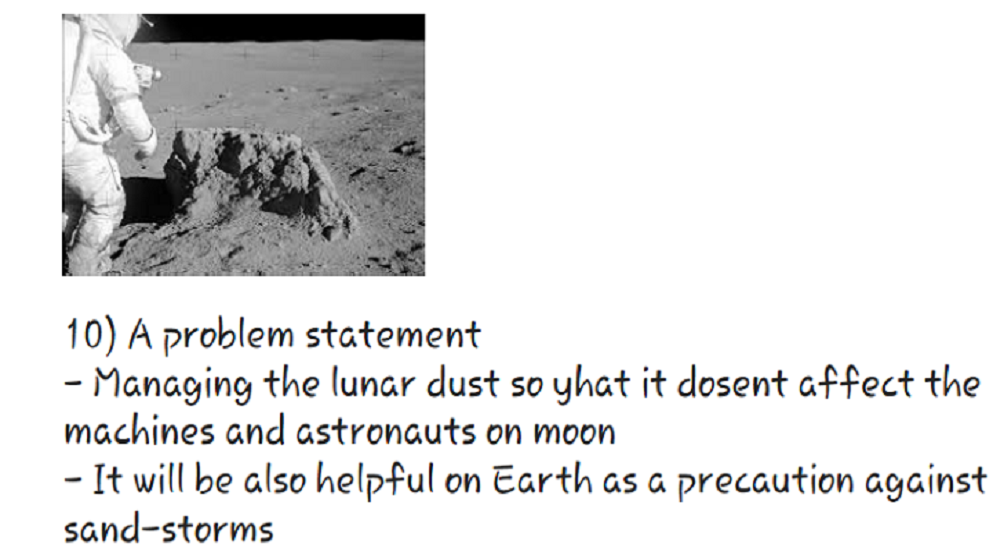 10) A problem statement
- Managing the lunar dust so yhat it dosent affect the
machines and astronauts on moon
- It will be also helpful on Earth as a precaution against
sand-storms